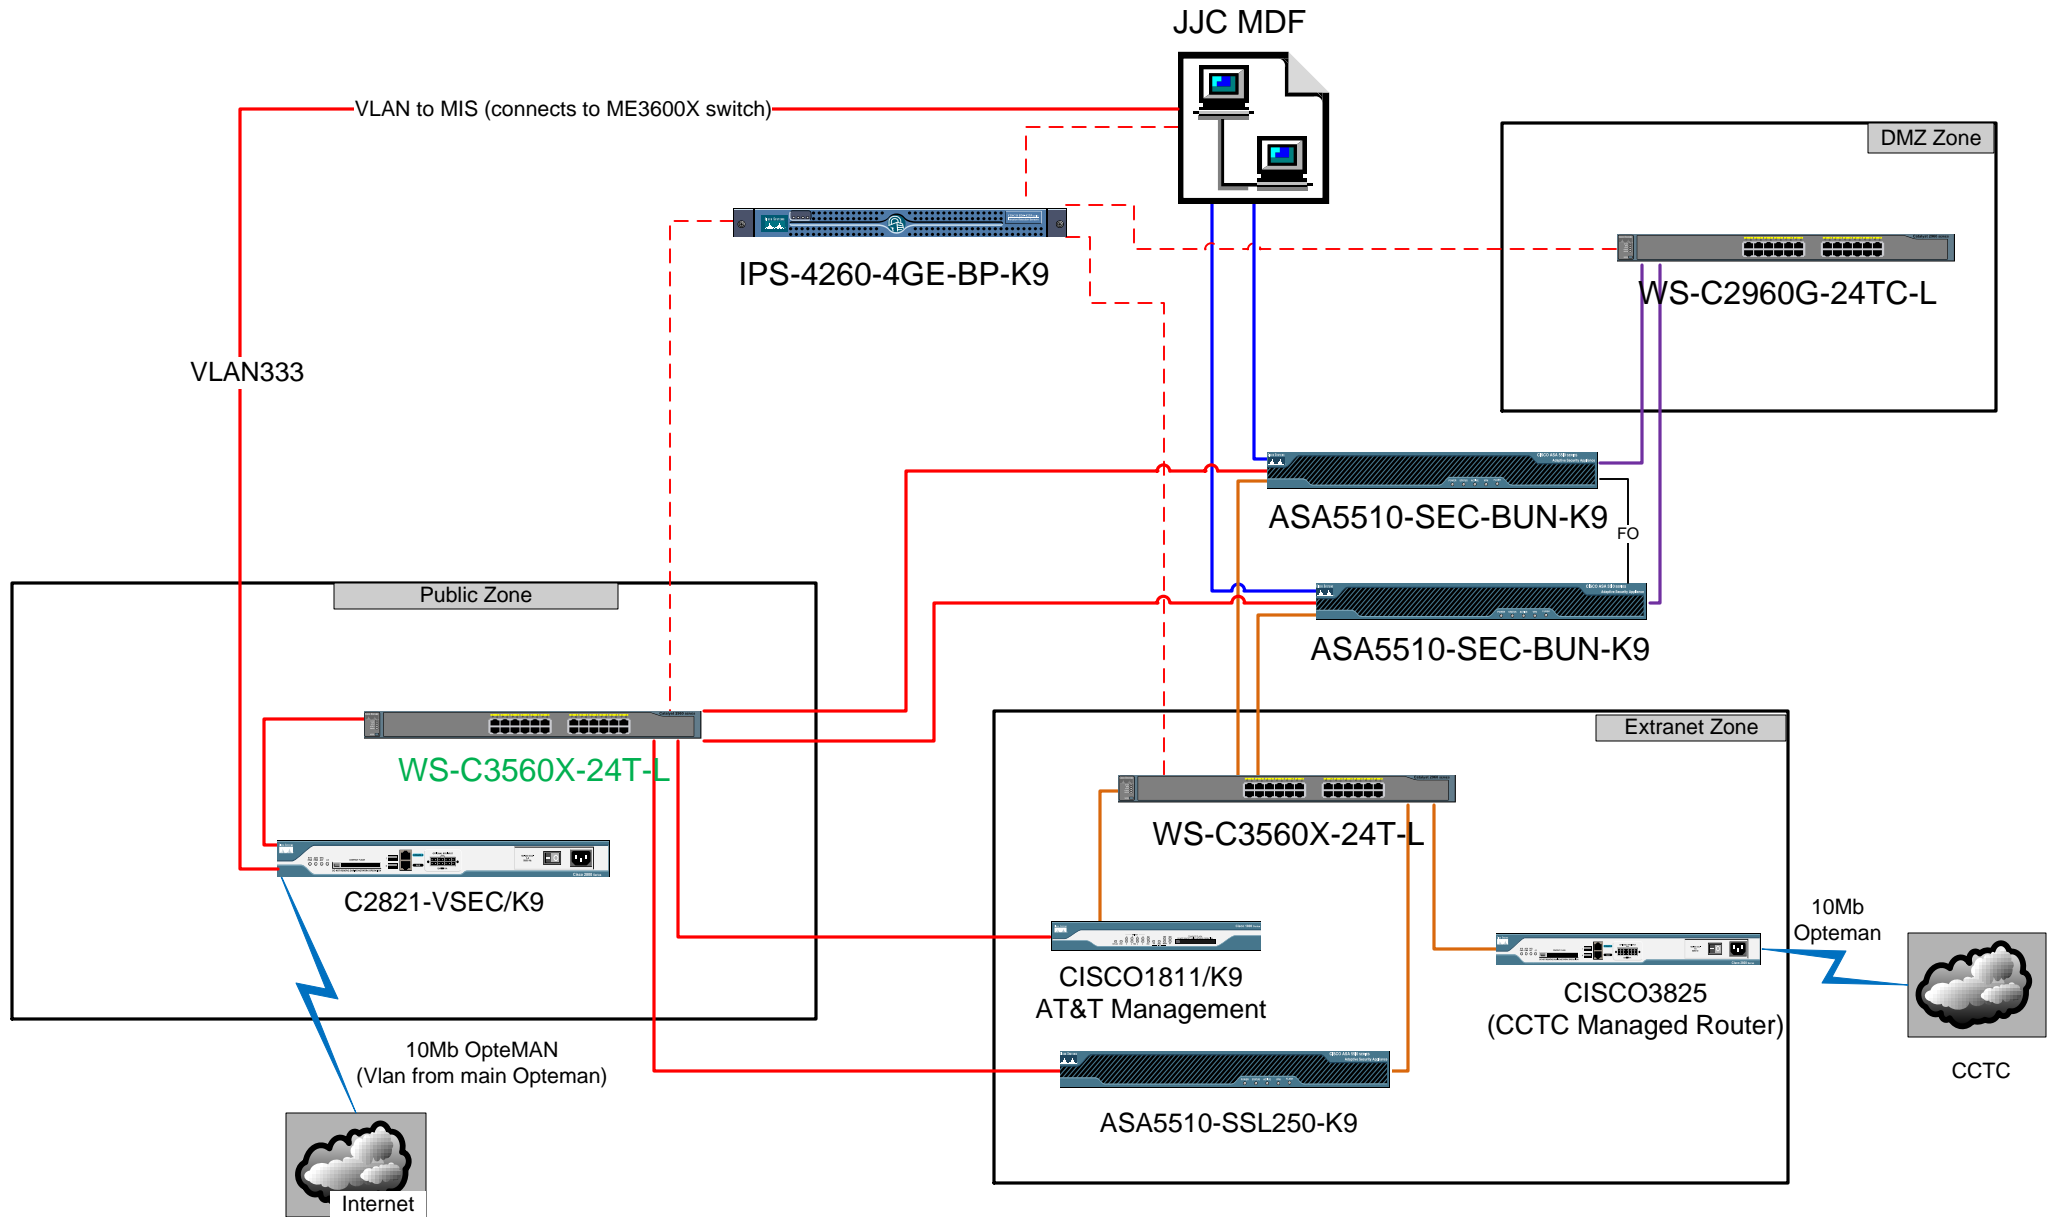 JJC MDF
VLAN to MIS (connects to ME3600X switch)
DMZ Zone
IPS-4260-4GE-BP-K9
WS-C2960G-24TC-L
VLAN333
ASA5510-SEC-BUN-K9
FO
Public Zone
ASA5510-SEC-BUN-K9
Extranet Zone
WS-C3560X-24T-L
WS-C3560X-24T-L
C2821-VSEC/K9
10Mb
Opteman
CISCO1811/K9
AT&T Management
CISCO3825
(CCTC Managed Router)
10Mb OpteMAN
(Vlan from main Opteman)
CCTC
ASA5510-SSL250-K9
Internet